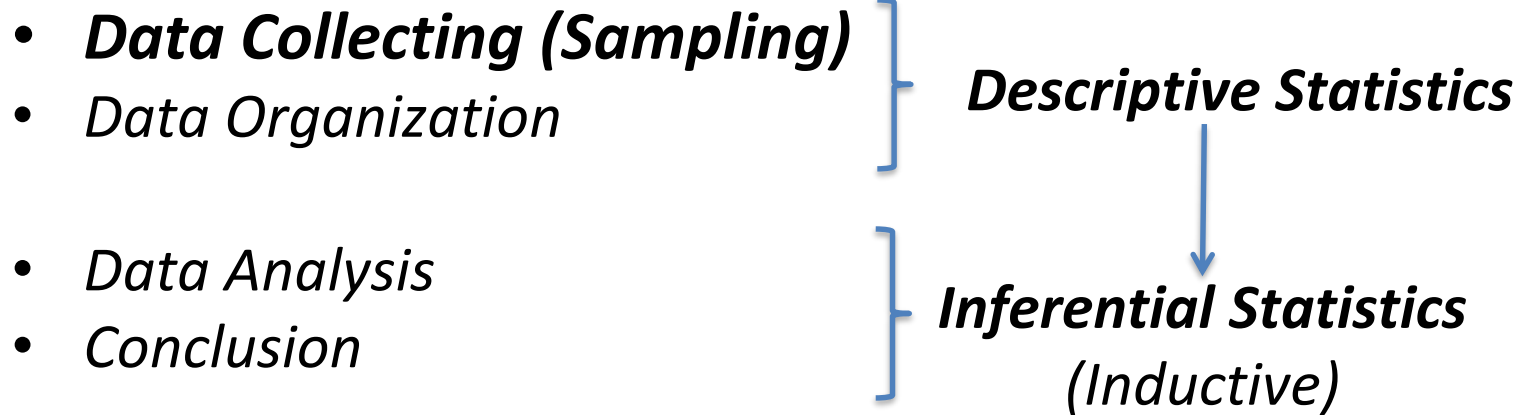 • Data Collecting (Sampling)
• Data Organization
Descriptive Statistics
• Data Analysis
• Conclusion
Inferential Statistics
(Inductive)